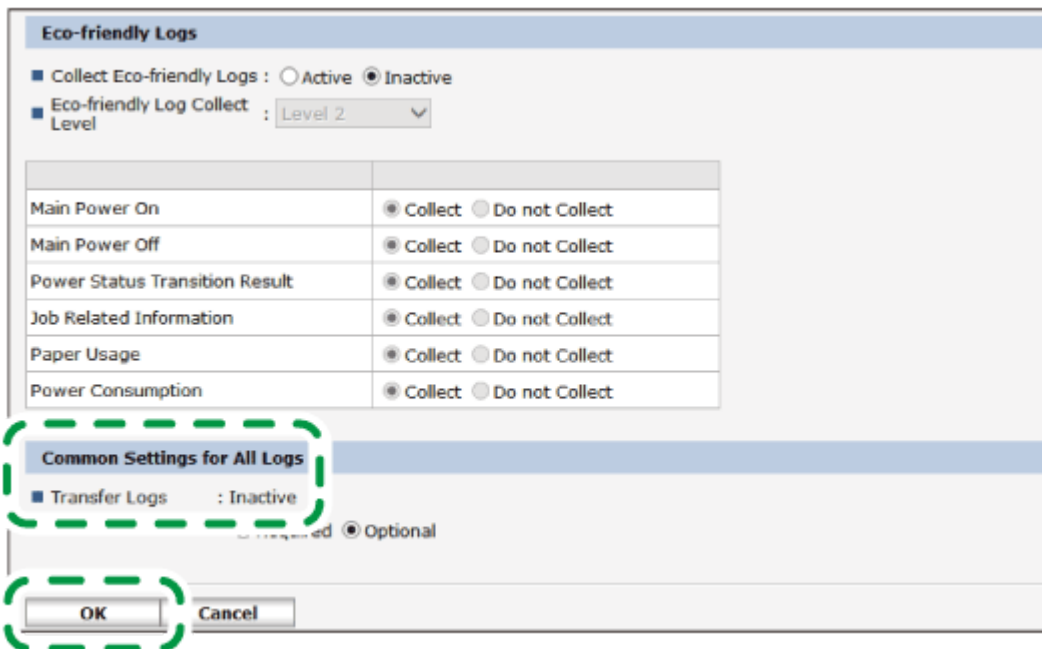 Eco-friendly Logs
Collect Eco-friendly Logs : Active Inactive
Eco-friendly Log Collect Level : Level 2
Main Power On Collect Do not Collect
Main Power Off Collect Do not Collect
Power Status Transition Result Collect Do not Collect
Job Related Information Collect Do not Collect
Paper Usage Collect Do not Collect
Power Consumption Collect Do not Collect
Common Settings for All Logs
Transfer Logs : Inactive
Optional
OK Cancel